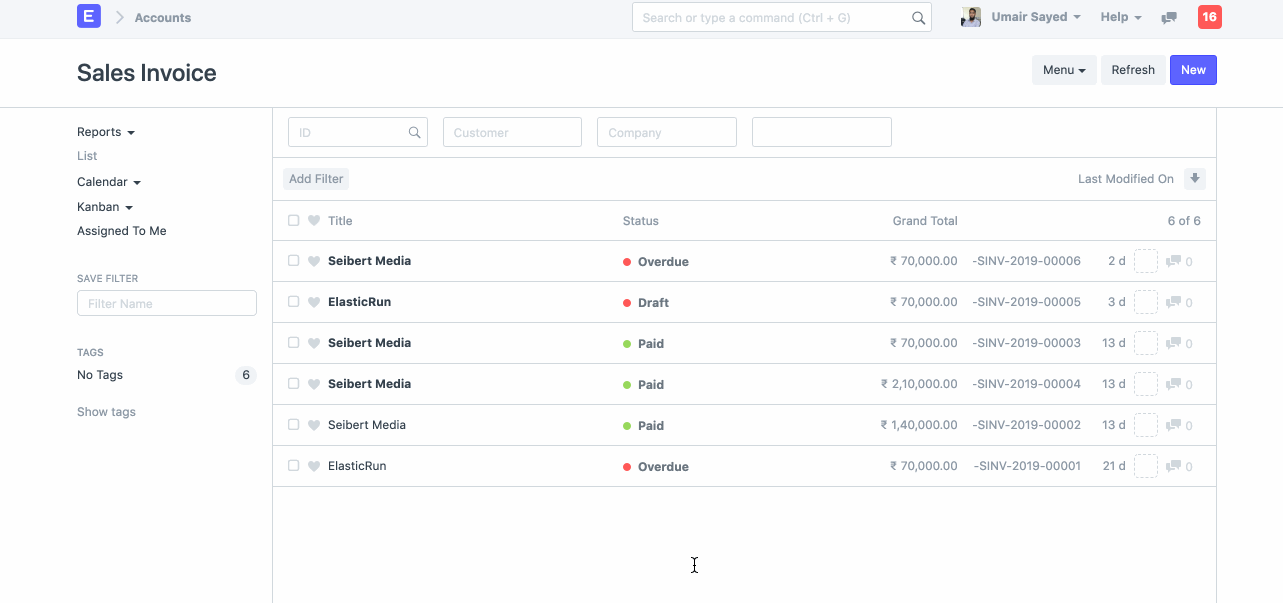 E Accounts Search or type a command (Ctrl + G) Umair Sayed Help 16
Sales Invoice Menu Refresh New
Reports
List
Calendar
Kanban
Assigned To Me
SAVE FILTER
Filter Name
TAGS
No Tags 6
Show tags
ID Customer Company
Add Filter Last Modified On
Title Status Grand Total 6 of 6
Seibert Media Overdue ₹ 70,000.00 -SINV-2019-00006 2 d 0
ElasticRun Draft ₹ 70,000.00 -SINV-2019-00005 3 d 0
Seibert Media Paid ₹ 70,000.00 -SINV-2019-00003 13 d 0
Seibert Media Paid ₹ 2,10,000.00 -SINV-2019-00004 13 d 0
Seibert Media Paid ₹ 1,40,000.00 -SINV-2019-00002 13 d 0
ElasticRun Overdue ₹ 70,000.00 -SINV-2019-00001 21 d 0